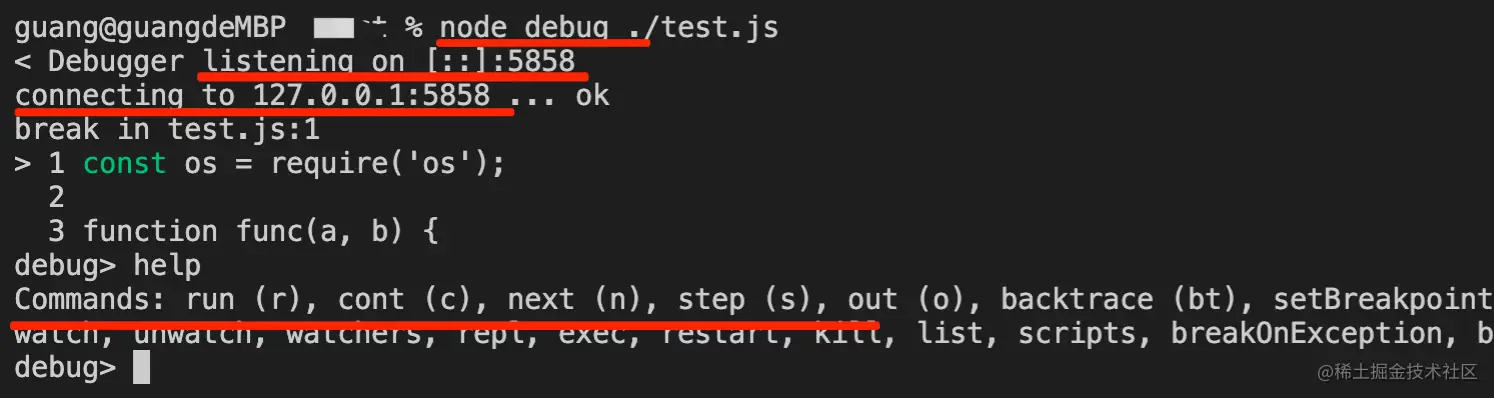 guang@guangdeMBP % node debug ./test.js
< Debugger listening on [::]:5858
connecting to 127.0.0.1:5858 ... ok
break in test.js:1
> 1 const os = require('os');
2
3 function func(a, b) {
debug> help
Commands: run (r), cont (c), next (n), step (s), out (o), backtrace (bt), setBreakpoint
watch, unwatch, watchers, repl, exec, restart, kill, list, scripts, breakOnException, b
debug>
@稀土掘金技术社区